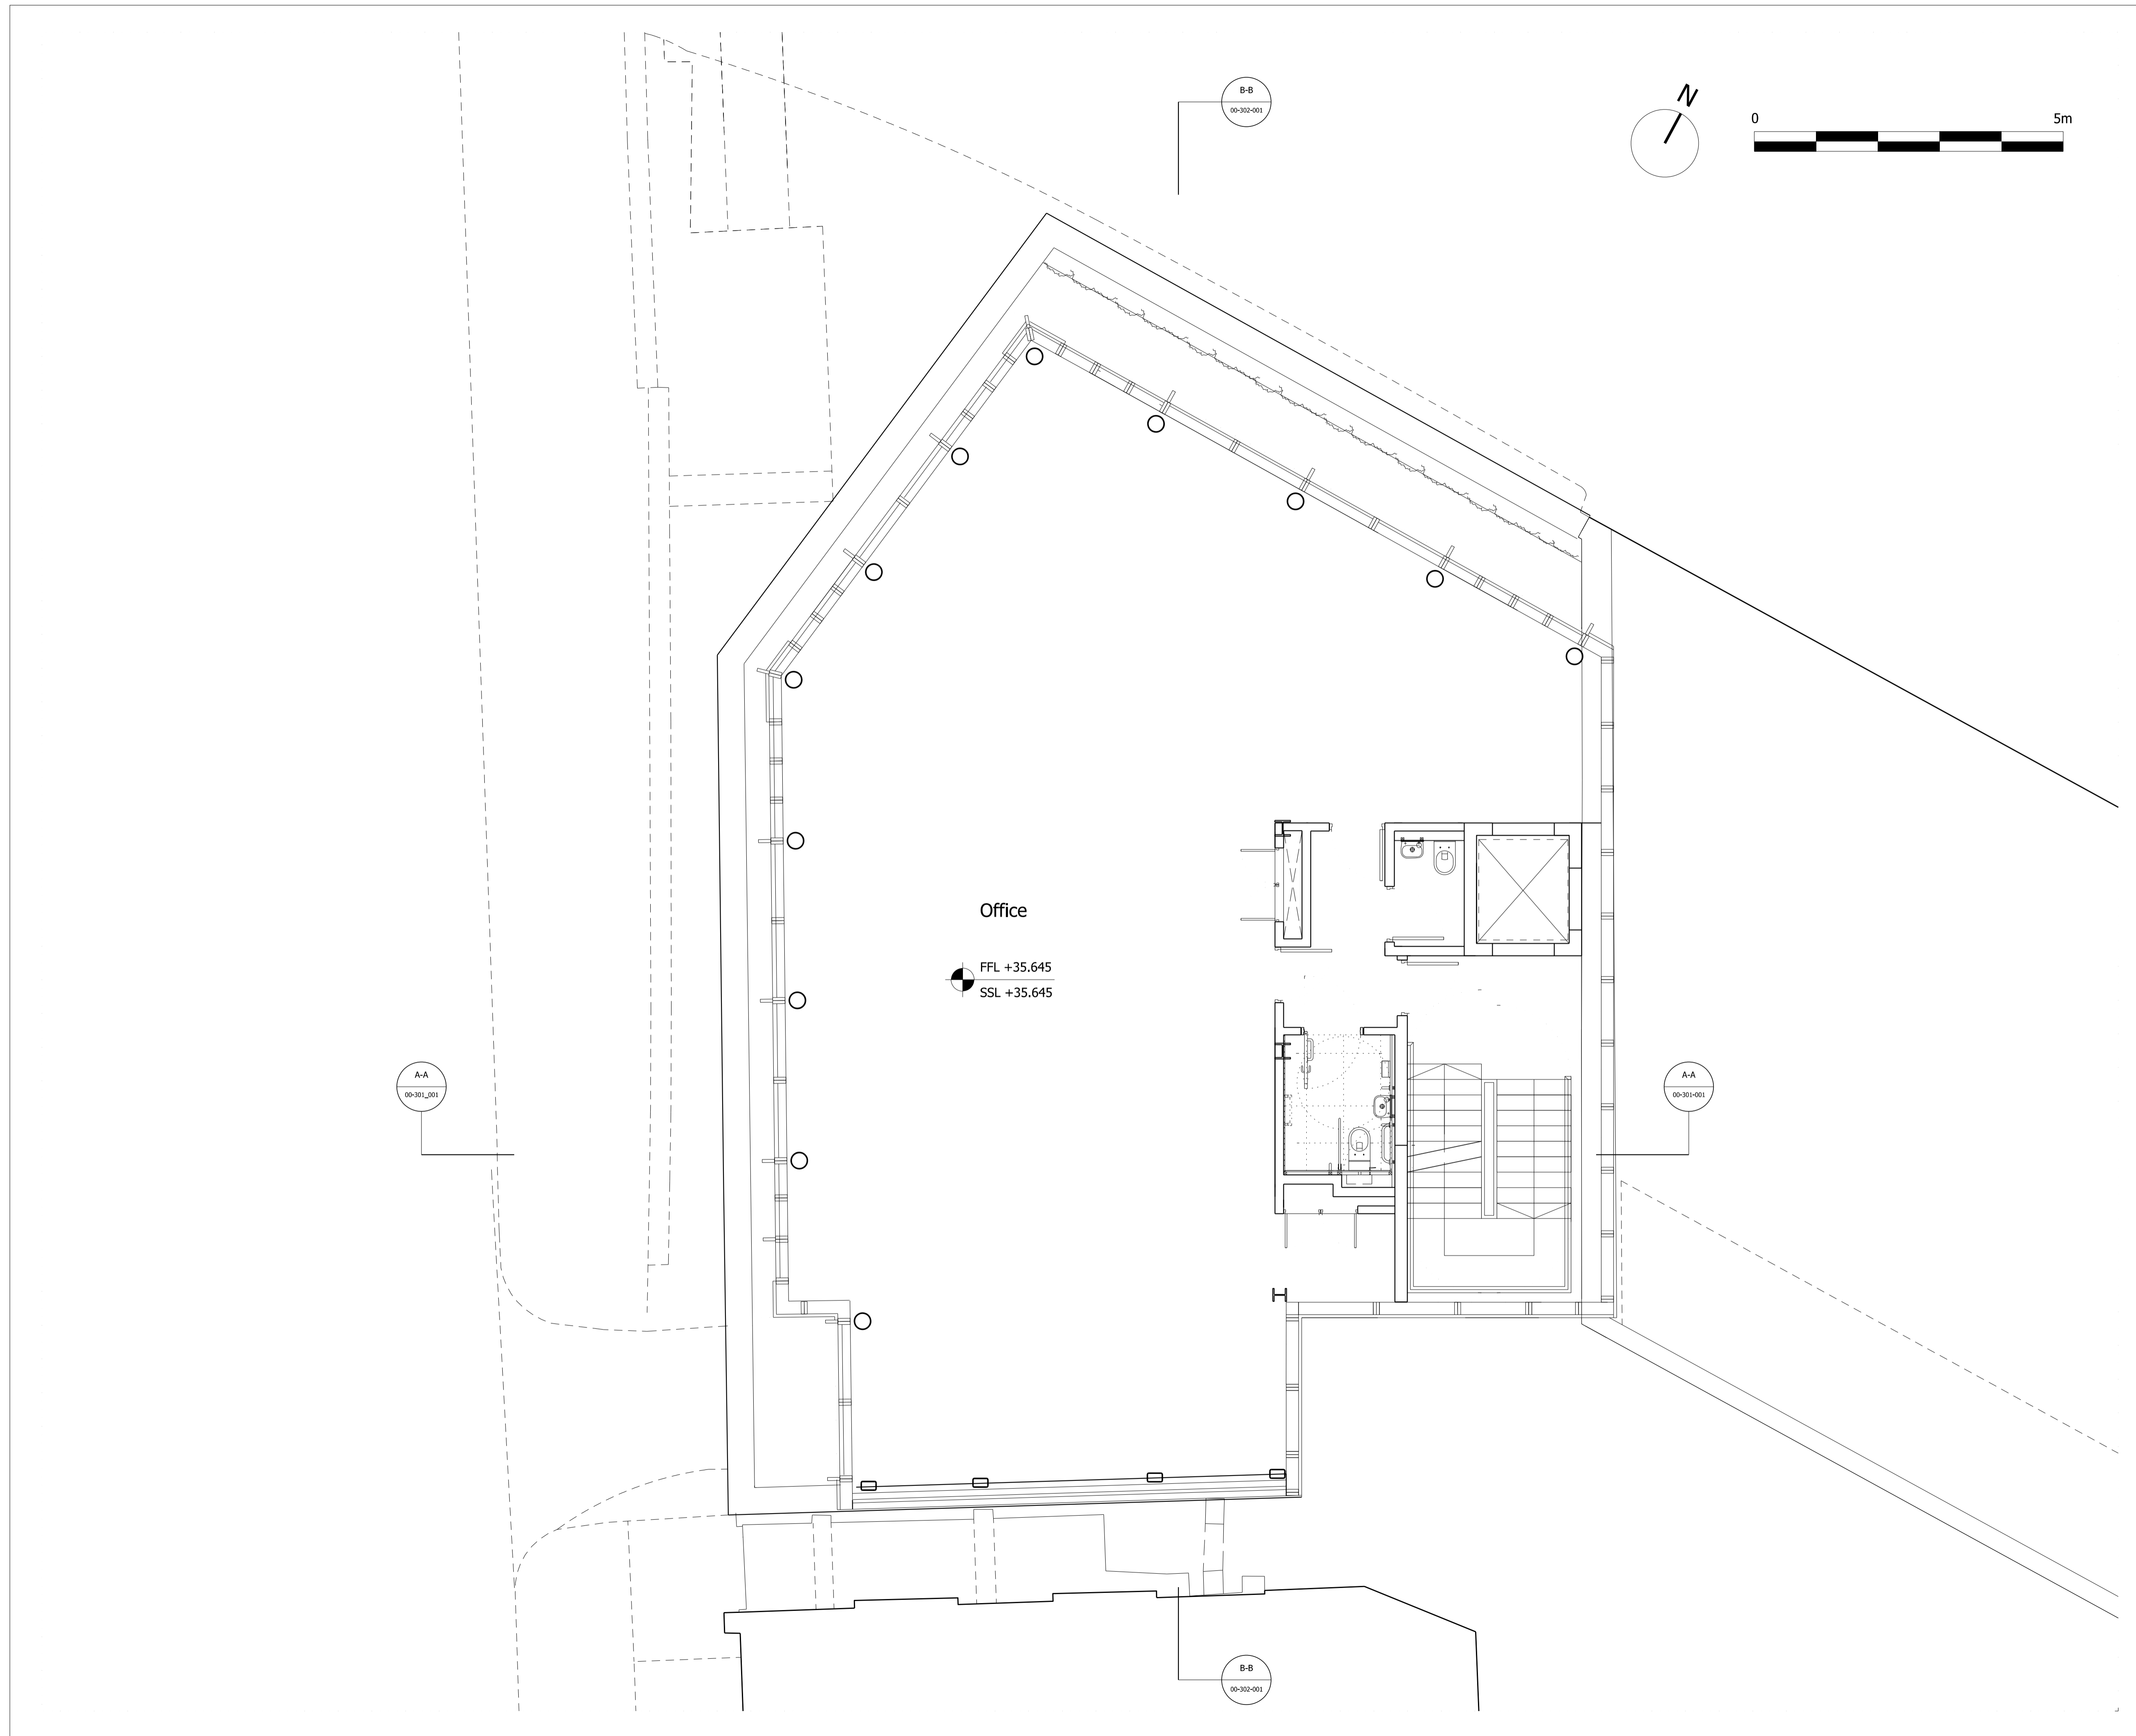 B-B
00-302-001
N
0
5m
Office
FFL +35.645
SSL +35.645
A-A
00-301_001
A-A
00-301-001
B-B
00-302-001